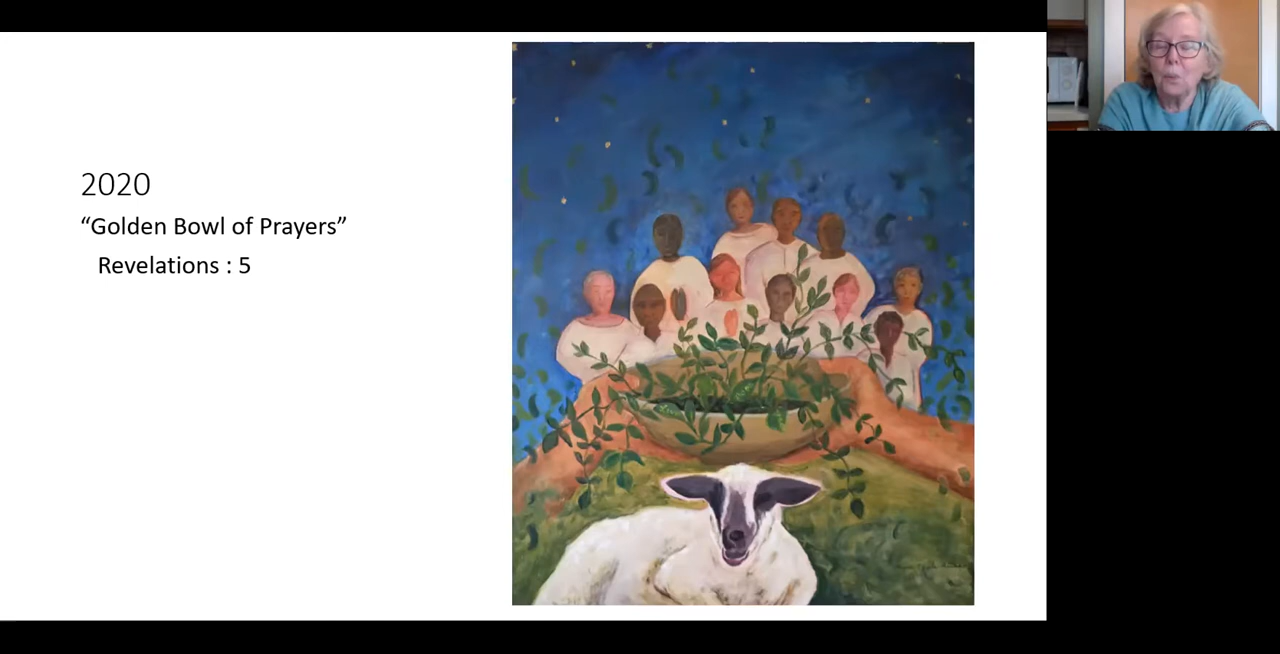 2020
“Golden Bowl of Prayers”
Revelations : 5